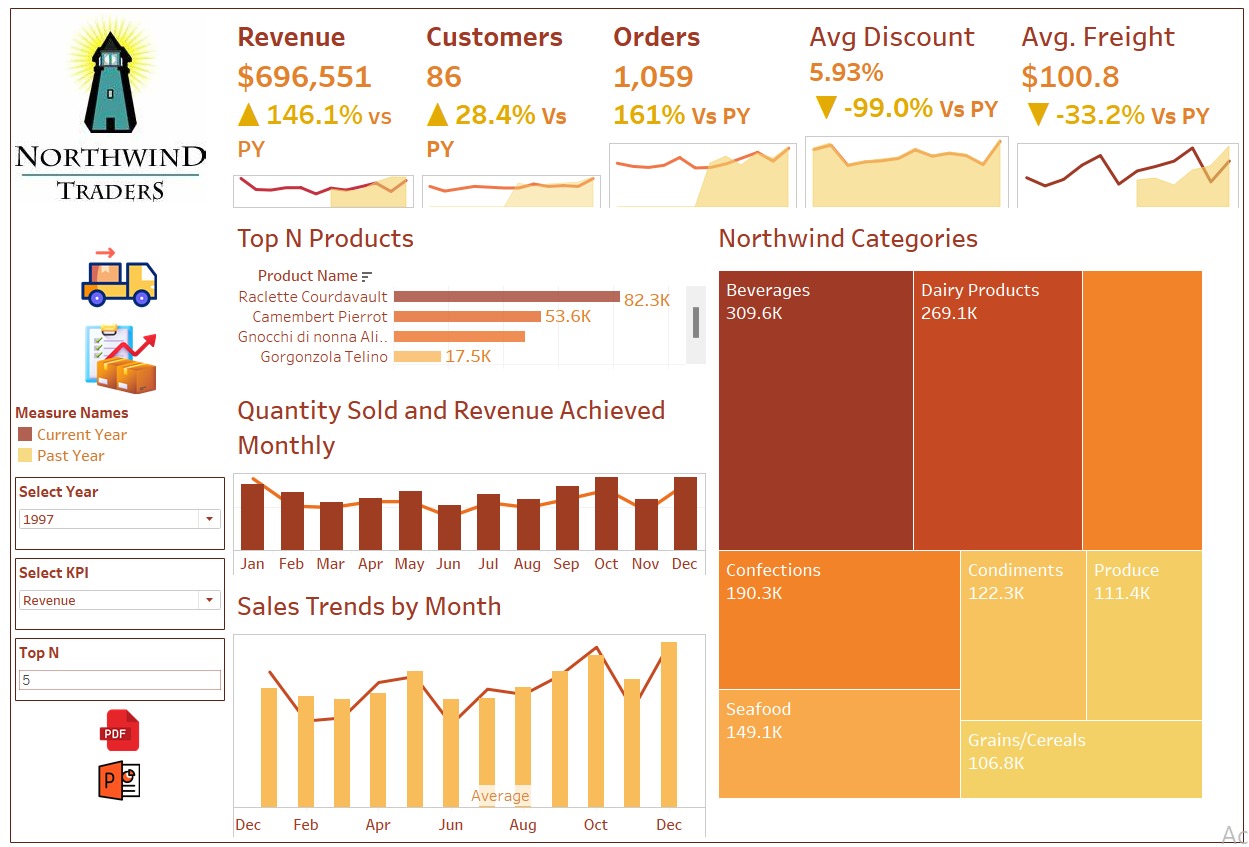 NORTHWIND
TRADERS
Revenue
$696,551
▲ 146.1% vs
PY
Customers
86
▲ 28.4% Vs
PY
Orders
1,059
161% Vs PY
Avg Discount
5.93%
▼ -99.0% Vs PY
Avg. Freight
$100.8
▼ -33.2% Vs PY
Measure Names
Current Year
Past Year
Select Year
1997
Select KPI
Revenue
Top N
5
PDF
P
Top N Products
Product Name
Raclette Courdavault 82.3K
Camembert Pierrot 53.6K
Gnocchi di nonna Ali..
Gorgonzola Telino 17.5K
Quantity Sold and Revenue Achieved
Monthly
Jan Feb Mar Apr May Jun Jul Aug Sep Oct Nov Dec
Sales Trends by Month
Average
Dec Feb Apr Jun Aug Oct Dec
Northwind Categories
Beverages
309.6K
Dairy Products
269.1K
Confections
190.3K
Condiments
122.3K
Produce
111.4K
Seafood
149.1K
Grains/Cereals
106.8K
Ac